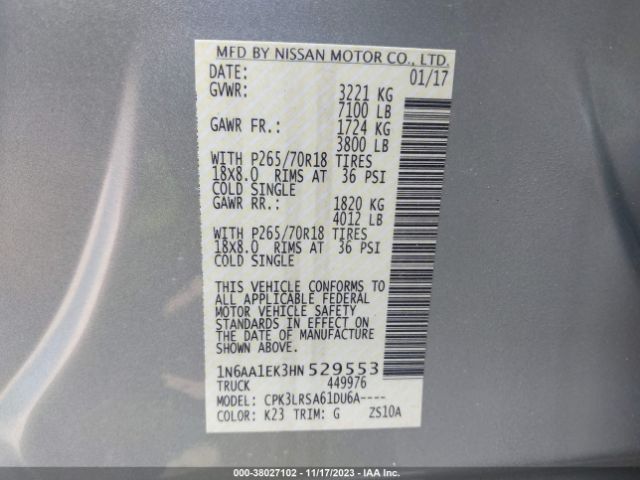 MFD BY NISSAN MOTOR CO., LTD.
DATE: 01/17
GVWR: 3221 KG
7100 LB
GAWR FR.: 1724 KG
3800 LB
WITH P265/70R18 TIRES
18X8.0 RIMS AT 36 PSI
COLD SINGLE
GAWR RR.: 1820 KG
4012 LB
WITH P265/70R18 TIRES
18X8.0 RIMS AT 36 PSI
COLD SINGLE
THIS VEHICLE CONFORMS TO
ALL APPLICABLE FEDERAL
MOTOR VEHICLE SAFETY
STANDARDS IN EFFECT ON
THE DATE OF MANUFACTURE
SHOWN ABOVE.
1N6AA1EK3HN529553
TRUCK 449976
MODEL: CPK3LRSA61DU6A----
COLOR: K23 TRIM: G ZS10A
000-38027102 - 11/17/2023 - IAA Inc.